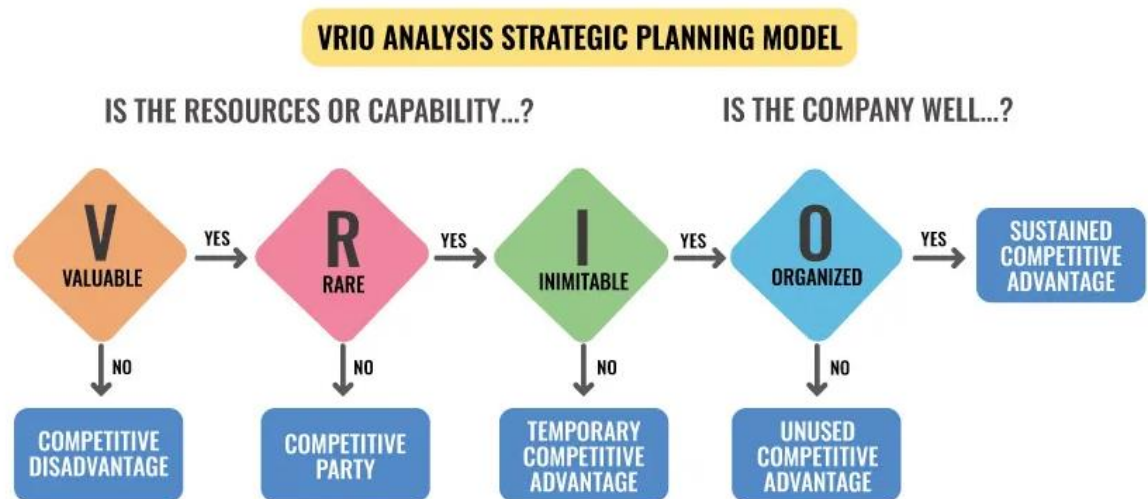 VRIO ANALYSIS STRATEGIC PLANNING MODEL
IS THE RESOURCES OR CAPABILITY...?
IS THE COMPANY WELL...?
V
VALUABLE
YES
R
RARE
YES
I
INIMITABLE
YES
O
ORGANIZED
YES
SUSTAINED
COMPETITIVE
ADVANTAGE
NO
NO
NO
NO
COMPETITIVE
DISADVANTAGE
COMPETITIVE
PARTY
TEMPORARY
COMPETITIVE
ADVANTAGE
UNUSED
COMPETITIVE
ADVANTAGE